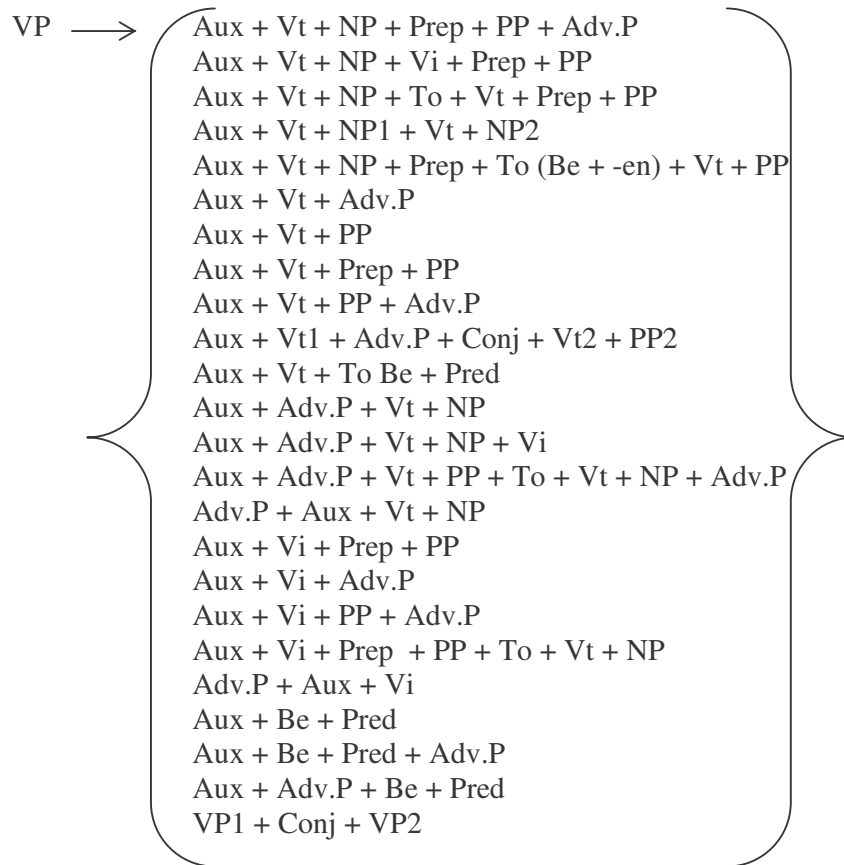 VP ⟶ Aux + Vt + NP + Prep + PP + Adv.P
Aux + Vt + NP + Vi + Prep + PP
Aux + Vt + NP + To + Vt + Prep + PP
Aux + Vt + NP1 + Vt + NP2
Aux + Vt + NP + Prep + To (Be + -en) + Vt + PP
Aux + Vt + Adv.P
Aux + Vt + PP
Aux + Vt + Prep + PP
Aux + Vt + PP + Adv.P
Aux + Vt1 + Adv.P + Conj + Vt2 + PP2
Aux + Vt + To Be + Pred
Aux + Adv.P + Vt + NP
Aux + Adv.P + Vt + NP + Vi
Aux + Adv.P + Vt + PP + To + Vt + NP + Adv.P
Adv.P + Aux + Vt + NP
Aux + Vi + Prep + PP
Aux + Vi + Adv.P
Aux + Vi + PP + Adv.P
Aux + Vi + Prep + PP + To + Vt + NP
Adv.P + Aux + Vi
Aux + Be + Pred
Aux + Be + Pred + Adv.P
Aux + Adv.P + Be + Pred
VP1 + Conj + VP2